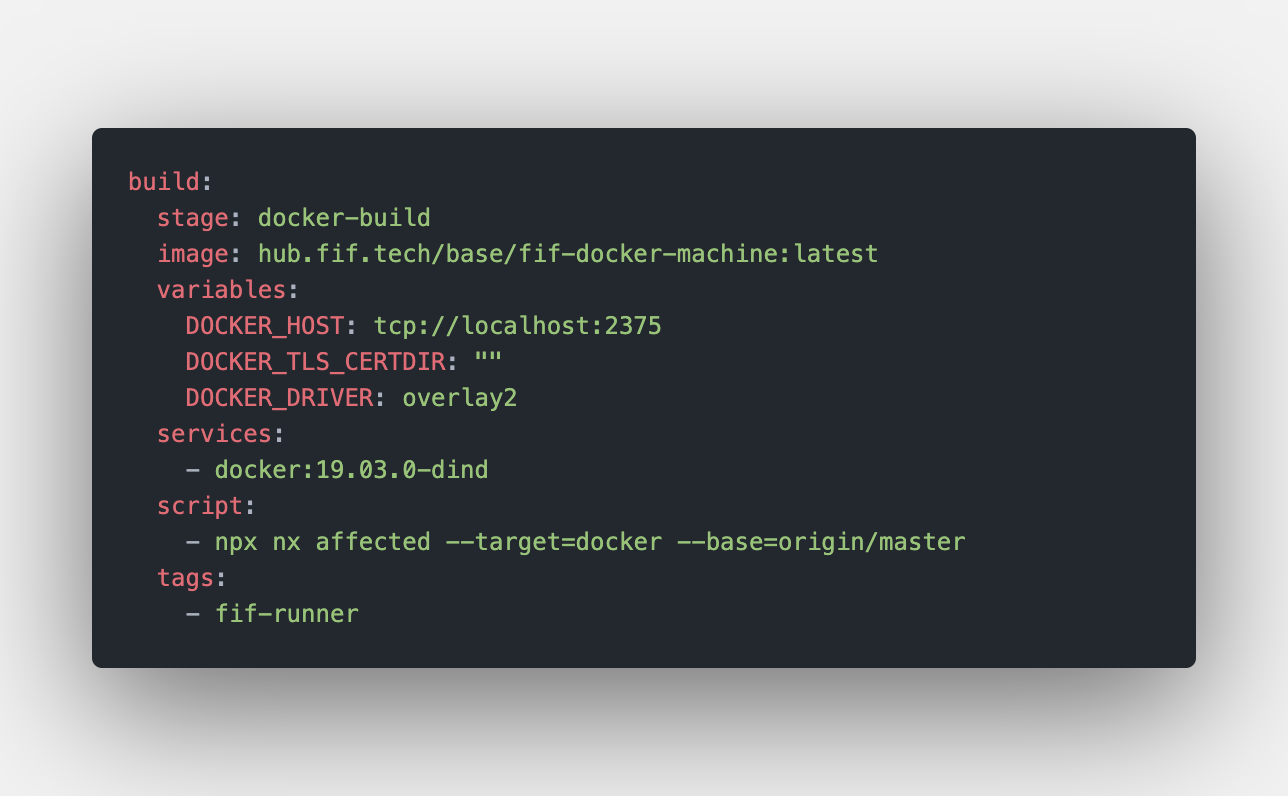 build:
  stage: docker-build
  image: hub.fif.tech/base/fif-docker-machine:latest
  variables:
    DOCKER_HOST: tcp://localhost:2375
    DOCKER_TLS_CERTDIR: ""
    DOCKER_DRIVER: overlay2
  services:
    - docker:19.03.0-dind
  script:
    - npx nx affected --target=docker --base=origin/master
  tags:
    - fif-runner